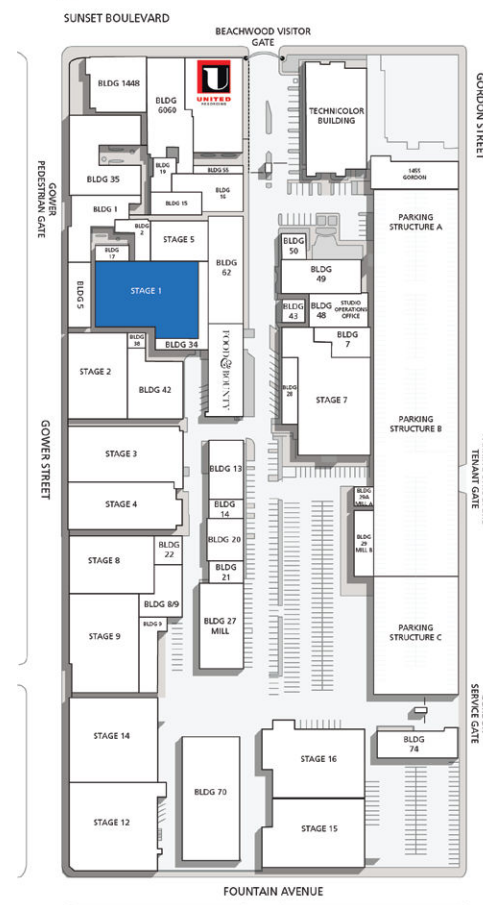 SUNSET BOULEVARD
BEACHWOOD VISITOR
GATE
GORDON STREET
BLDG 1448
BLDG
6060
U
UNITED
RECORDING
TECHNICOLOR
BUILDING
BLDG 35
BLDG
19
BLDG 55
BLDG
16
1455
GORDON
GOWER
PEDESTRIAN GATE
BLDG 1
BLDG 15
PARKING
STRUCTURE A
BLDG
2
STAGE 5
BLDG
17
BLDG
50
BLDG
62
BLDG
49
BLDG 5
STAGE 1
BLDG
43
BLDG
48
STUDIO
OPERATIONS
OFFICE
BLDG
38
BLDG 34
FOOD & BOUNTY
BLDG
7
STAGE 2
BLDG 42
BLDG
28
STAGE 7
PARKING
STRUCTURE B
GOWER STREET
STAGE 3
BLDG 13
TENANT GATE
STAGE 4
BLDG
14
BLDG
29A
MILL A
STAGE 8
BLDG
22
BLDG 20
BLDG
29
MILL B
BLDG
21
BLDG 8/9
BLDG 9
STAGE 9
BLDG 27
MILL
PARKING
STRUCTURE C
SERVICE GATE
STAGE 14
BLDG
74
STAGE 16
BLDG 70
STAGE 12
STAGE 15
FOUNTAIN AVENUE